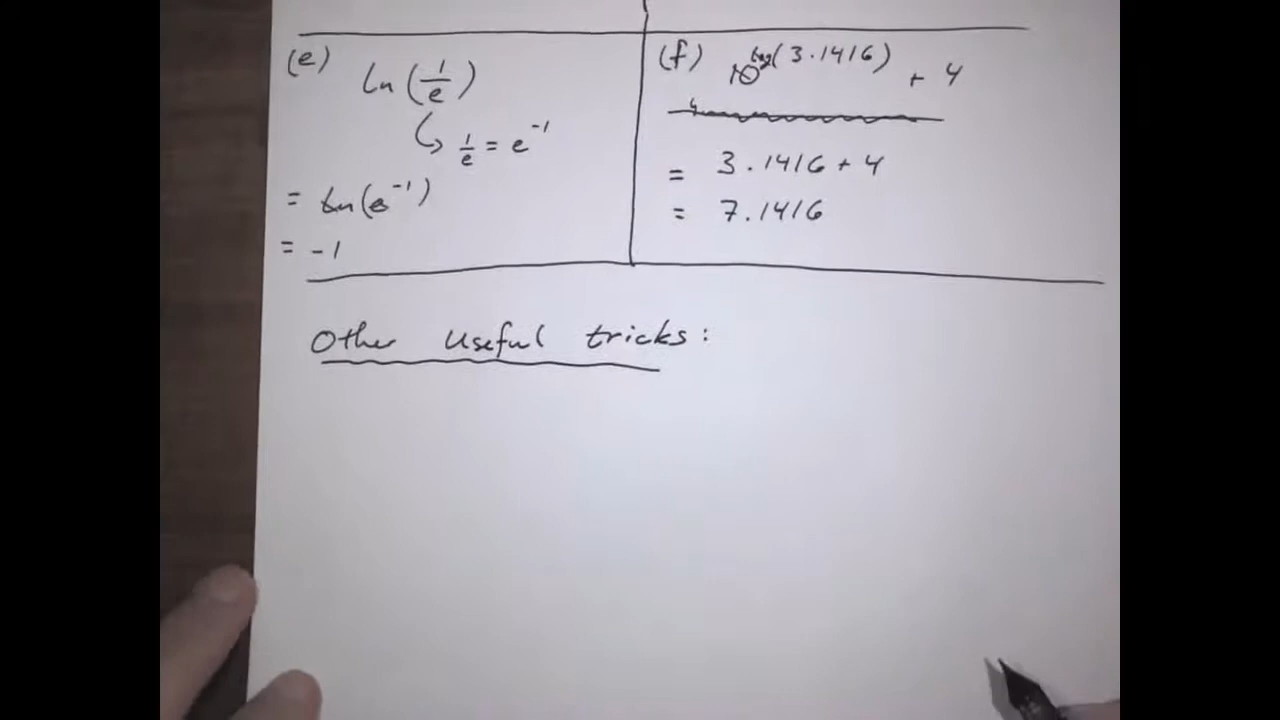 (e) ln(1/e)
↳ 1/e = e^-1
= ln(e^-1)
= -1
(f) 10^log(3.1416) + 4
= 3.1416 + 4
= 7.1416
Other useful tricks: